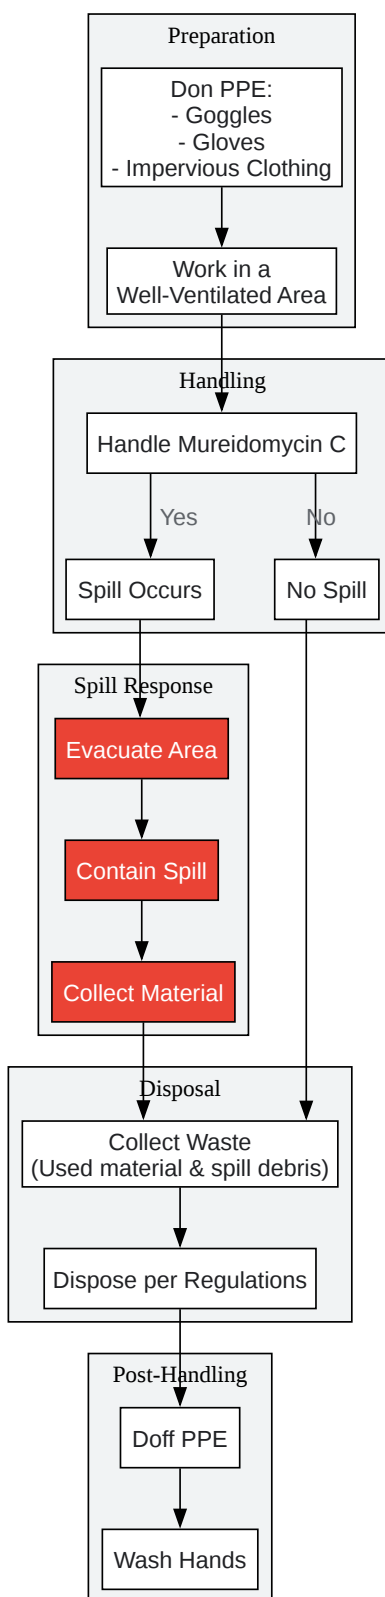 Preparation
Don PPE:
- Goggles
- Gloves
- Impervious Clothing
Work in a
Well-Ventilated Area
Handling
Handle Mureidomycin C
Yes
No
Spill Occurs
No Spill
Spill Response
Evacuate Area
Contain Spill
Collect Material
Disposal
Collect Waste
(Used material & spill debris)
Dispose per Regulations
Post-Handling
Doff PPE
Wash Hands